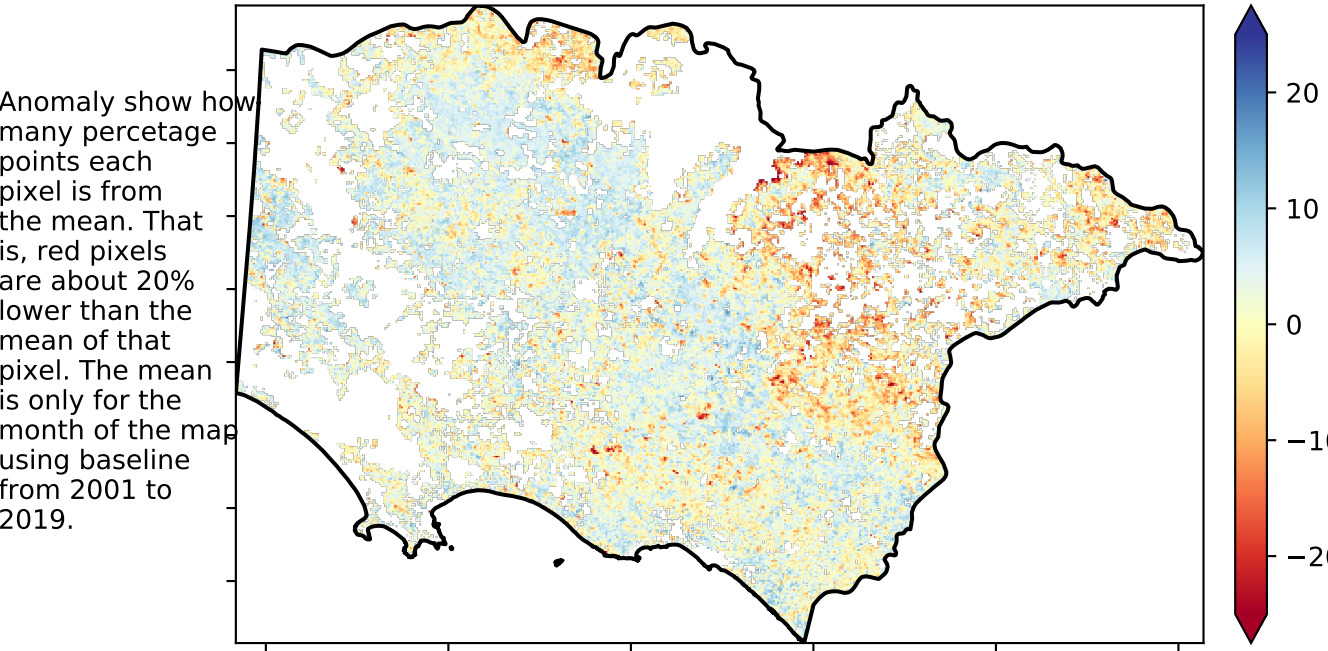 Anomaly show how
many percetage
points each
pixel is from
the mean. That
is, red pixels
are about 20%
lower than the
mean of that
pixel. The mean
is only for the
month of the map
using baseline
from 2001 to
2019.
20
10
0
−10
−20